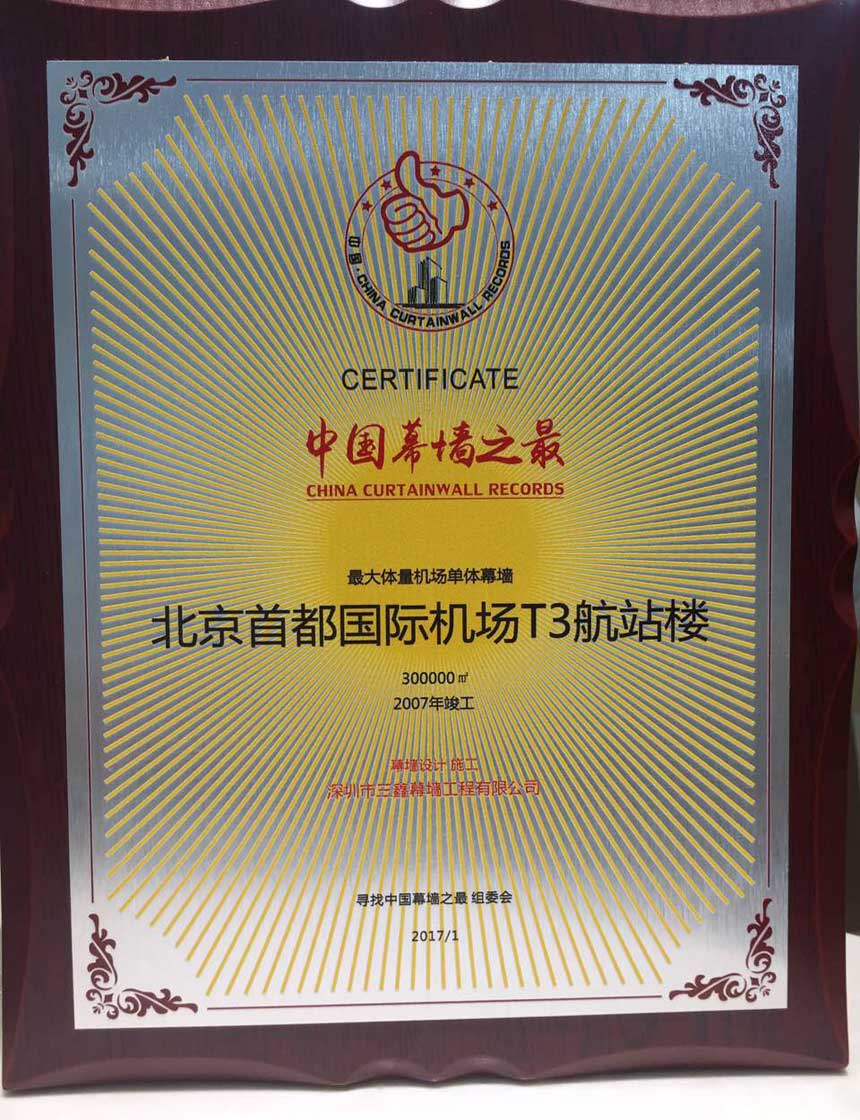 中国·CHINA CURTAINWALL RECORDS
CERTIFICATE
中国幕墙之最
CHINA CURTAINWALL RECORDS
最大体量机场单体幕墙
北京首都国际机场T3航站楼
300000㎡
2007年竣工
幕墙设计 施工
深圳市三鑫幕墙工程有限公司
寻找中国幕墙之最 组委会
2017/1